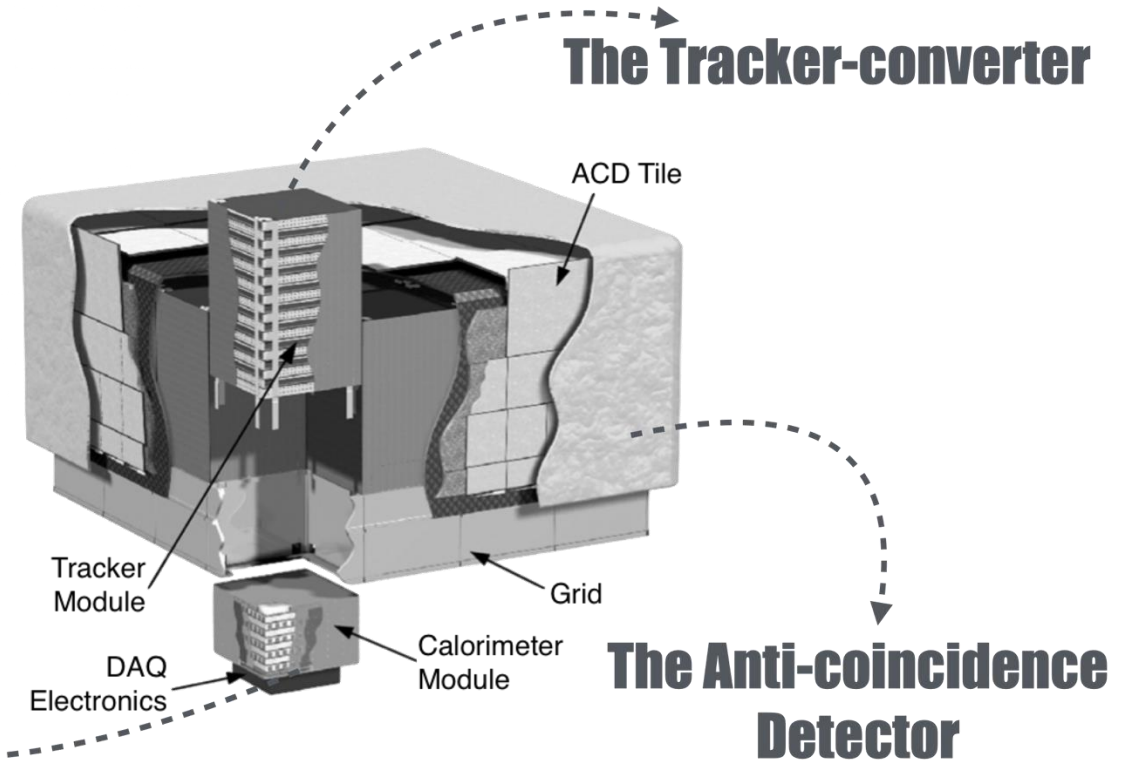 The Tracker-converter
ACD Tile
Tracker
Module
Grid
Calorimeter
Module
DAQ
Electronics
The Anti-coincidence
Detector